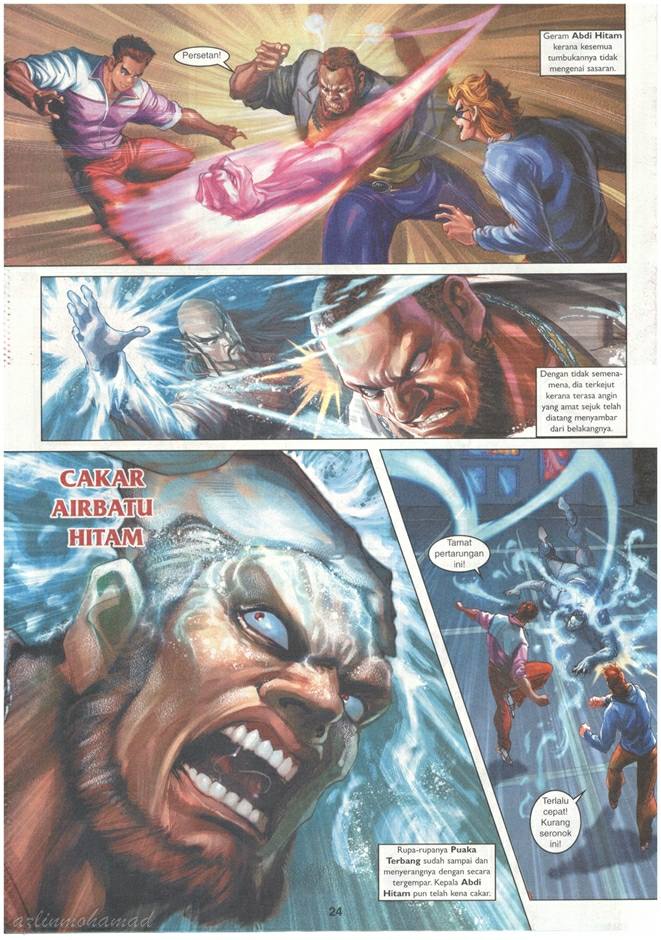 Persetan!
Geram Abdi Hitam
kerana kesemua
tumbukannya tidak
mengenai sasaran.
Dengan tidak semena-
mena, dia terkejut
kerana terasa angin
yang amat sejuk telah
diatang menyambar
dari belakangnya.
CAKAR
AIRBATU
HITAM
Rupa-rupanya Puaka
Terbang sudah sampai dan
menyerangnya dengan secara
tergempar. Kepala Abdi
Hitam pun telah kena cakar.
Tamat
pertarungan
ini!
Terlalu
cepat!
Kurang
seronok
ini!
24
azlinmohamad